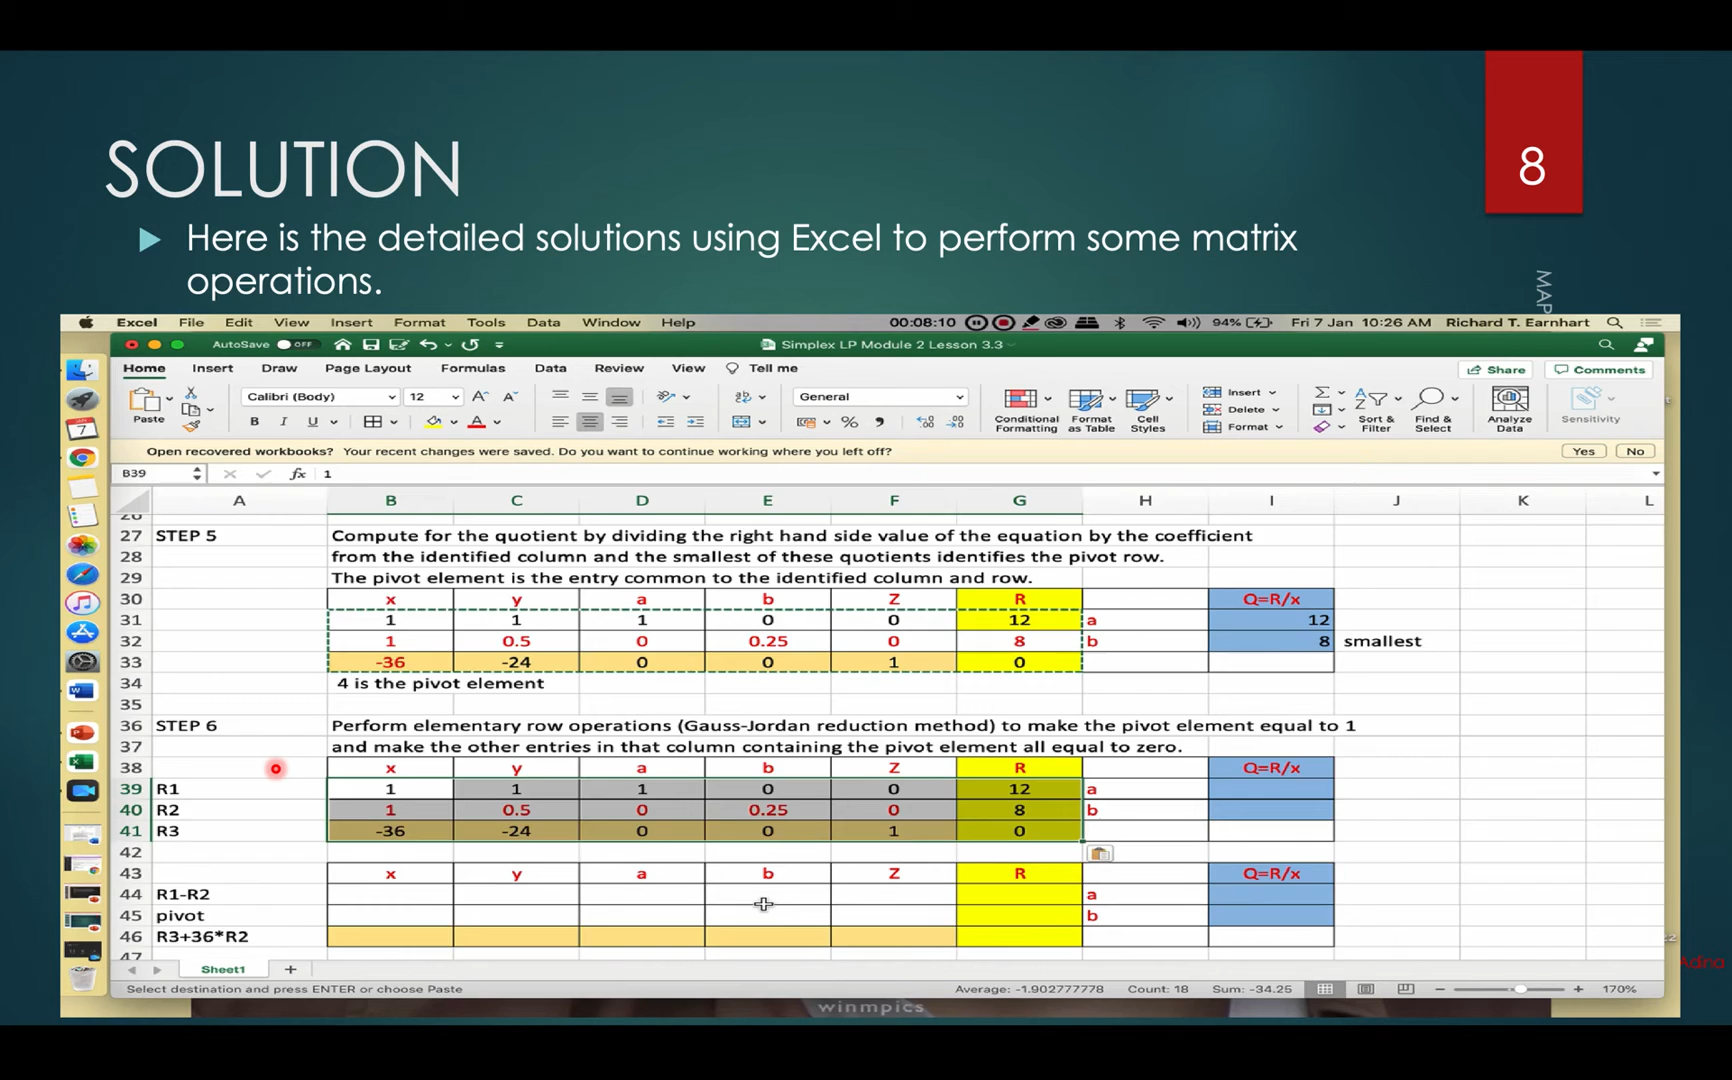 8
SOLUTION
Here is the detailed solutions using Excel to perform some matrix
operations.
MAP
Excel File Edit View Insert Format Tools Data Window Help 00:08:10 94% Fri 7 Jan 10:26 AM Richard T. Earnhart
AutoSave OFF Simplex LP Module 2 Lesson 3.3
Home Insert Draw Page Layout Formulas Data Review View Tell me Share Comments
Paste Calibri (Body) 12 General Conditional Formatting Format as Table Cell Styles Insert Delete Format Sort & Filter Find & Select Analyze Data Sensitivity
B I U
Open recovered workbooks? Your recent changes were saved. Do you want to continue working where you left off? Yes No
B39 fx 1
A B C D E F G H I J K L
27 STEP 5 Compute for the quotient by dividing the right hand side value of the equation by the coefficient
28 from the identified column and the smallest of these quotients identifies the pivot row.
29 The pivot element is the entry common to the identified column and row.
30 x y a b Z R Q=R/x
31 1 1 1 0 0 12 a 12
32 1 0.5 0 0.25 0 8 b 8 smallest
33 -36 -24 0 0 1 0
34 4 is the pivot element
35
36 STEP 6 Perform elementary row operations (Gauss-Jordan reduction method) to make the pivot element equal to 1
37 and make the other entries in that column containing the pivot element all equal to zero.
38 x y a b Z R Q=R/x
39 R1 1 1 1 0 0 12 a
40 R2 1 0.5 0 0.25 0 8 b
41 R3 -36 -24 0 0 1 0
42
43 x y a b Z R Q=R/x
44 R1-R2 a
45 pivot b
46 R3+36*R2
47
Sheet1 +
Select destination and press ENTER or choose Paste Average: -1.902777778 Count: 18 Sum: -34.25 170%
winmpics